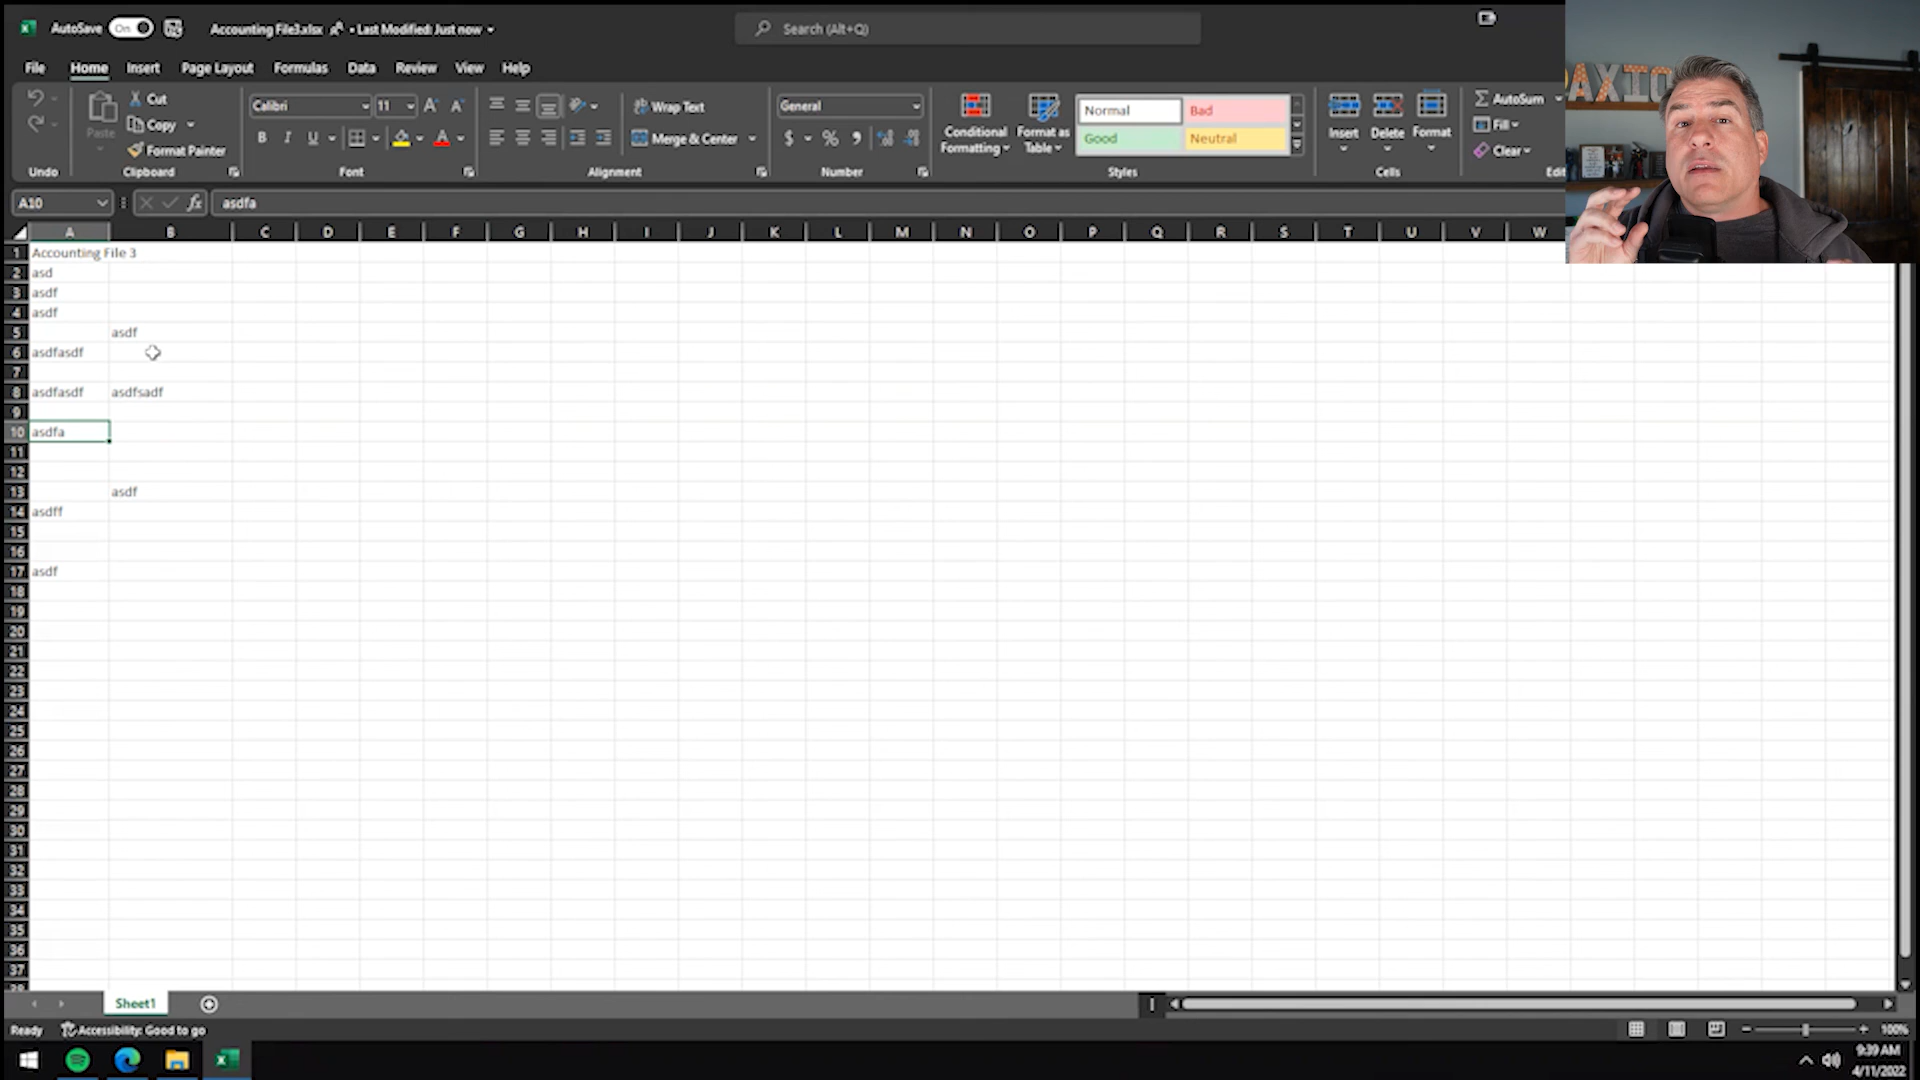 AutoSave On Accounting File3.xlsx • Last Modified: Just now Search (Alt+Q)
File Home Insert Page Layout Formulas Data Review View Help
Undo
Paste
Cut
Copy
Format Painter
Clipboard
Calibri 11
B I U
Font
Wrap Text
Merge & Center
Alignment
General
$ % ,
Number
Conditional Formatting
Format as Table
Normal Bad
Good Neutral
Styles
Insert Delete Format
Cells
AutoSum
Fill
Clear
Edit
A10 fx asdfa
A B C D E F G H I J K L M N O P Q R S T U V W
1 Accounting File 3
2 asd
3 asdf
4 asdf
5 asdf
6 asdfasdf
7
8 asdfasdf asdfsadf
9
10 asdfa
11
12
13 asdf
14 asdff
15
16
17 asdf
18
19
20
21
22
23
24
25
26
27
28
29
30
31
32
33
34
35
36
37
38
Sheet1
Ready Accessibility: Good to go 100%
9:39 AM
4/11/2022
AXIO